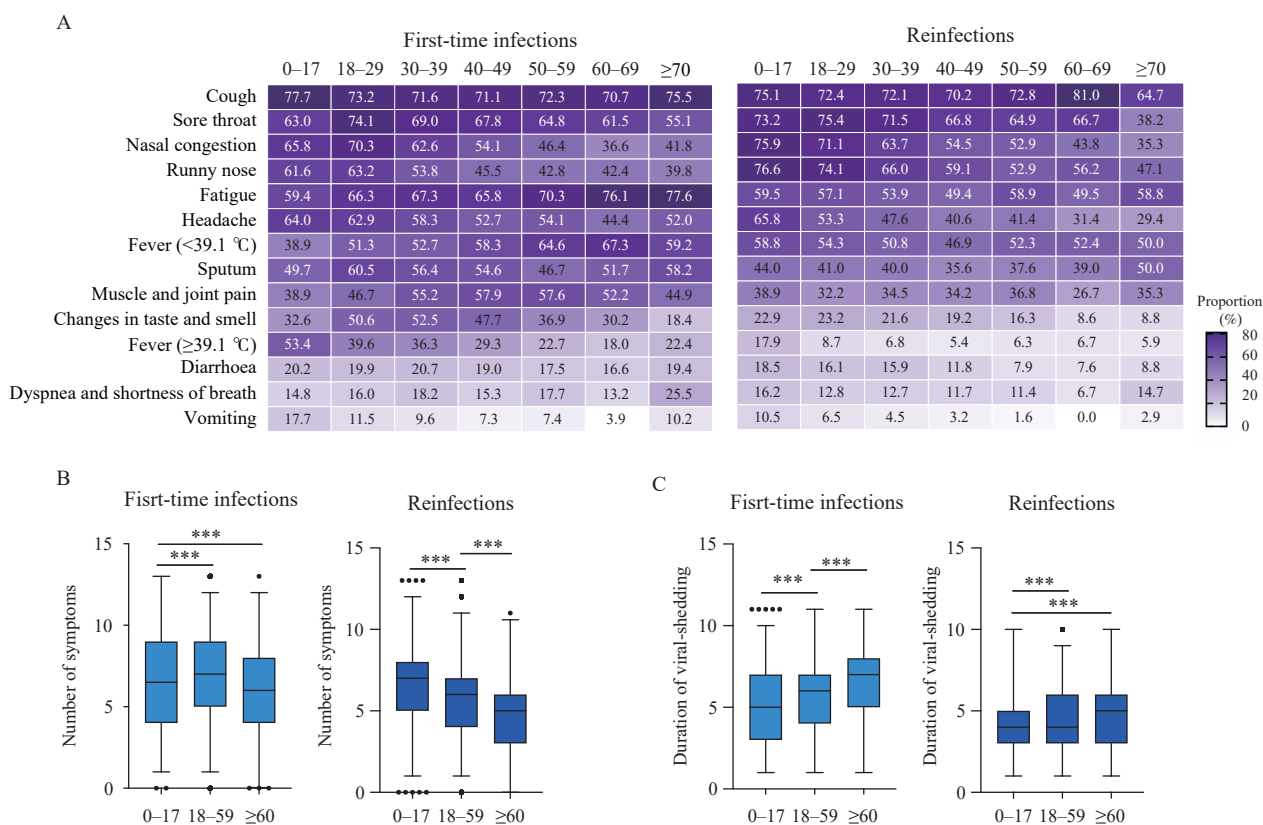 A
First-time infections
Reinfections
0–17 18–29 30–39 40–49 50–59 60–69 ≥70
0–17 18–29 30–39 40–49 50–59 60–69 ≥70
Cough 77.7 73.2 71.6 71.1 72.3 70.7 75.5 75.1 72.4 72.1 70.2 72.8 81.0 64.7
Sore throat 63.0 74.1 69.0 67.8 64.8 61.5 55.1 73.2 75.4 71.5 66.8 64.9 66.7 38.2
Nasal congestion 65.8 70.3 62.6 54.1 46.4 36.6 41.8 75.9 71.1 63.7 54.5 52.9 43.8 35.3
Runny nose 61.6 63.2 53.8 45.5 42.8 42.4 39.8 76.6 74.1 66.0 59.1 52.9 56.2 47.1
Fatigue 59.4 66.3 67.3 65.8 70.3 76.1 77.6 59.5 57.1 53.9 49.4 58.9 49.5 58.8
Headache 64.0 62.9 58.3 52.7 54.1 44.4 52.0 65.8 53.3 47.6 40.6 41.4 31.4 29.4
Fever (<39.1 ℃) 38.9 51.3 52.7 58.3 64.6 67.3 59.2 58.8 54.3 50.8 46.9 52.3 52.4 50.0
Sputum 49.7 60.5 56.4 54.6 46.7 51.7 58.2 44.0 41.0 40.0 35.6 37.6 39.0 50.0
Muscle and joint pain 38.9 46.7 55.2 57.9 57.6 52.2 44.9 38.9 32.2 34.5 34.2 36.8 26.7 35.3
Changes in taste and smell 32.6 50.6 52.5 47.7 36.9 30.2 18.4 22.9 23.2 21.6 19.2 16.3 8.6 8.8
Fever (≥39.1 ℃) 53.4 39.6 36.3 29.3 22.7 18.0 22.4 17.9 8.7 6.8 5.4 6.3 6.7 5.9
Diarrhoea 20.2 19.9 20.7 19.0 17.5 16.6 19.4 18.5 16.1 15.9 11.8 7.9 7.6 8.8
Dyspnea and shortness of breath 14.8 16.0 18.2 15.3 17.7 13.2 25.5 16.2 12.8 12.7 11.7 11.4 6.7 14.7
Vomiting 17.7 11.5 9.6 7.3 7.4 3.9 10.2 10.5 6.5 4.5 3.2 1.6 0.0 2.9
Proportion
(%)
80
60
40
20
0
B
Fisrt-time infections
Number of symptoms
15
10
5
0
0–17 18–59 ≥60
***
***
Reinfections
Number of symptoms
15
10
5
0
0–17 18–59 ≥60
***
***
C
Fisrt-time infections
Duration of viral-shedding
15
10
5
0
0–17 18–59 ≥60
***
***
Reinfections
Duration of viral-shedding
15
10
5
0
0–17 18–59 ≥60
***
***